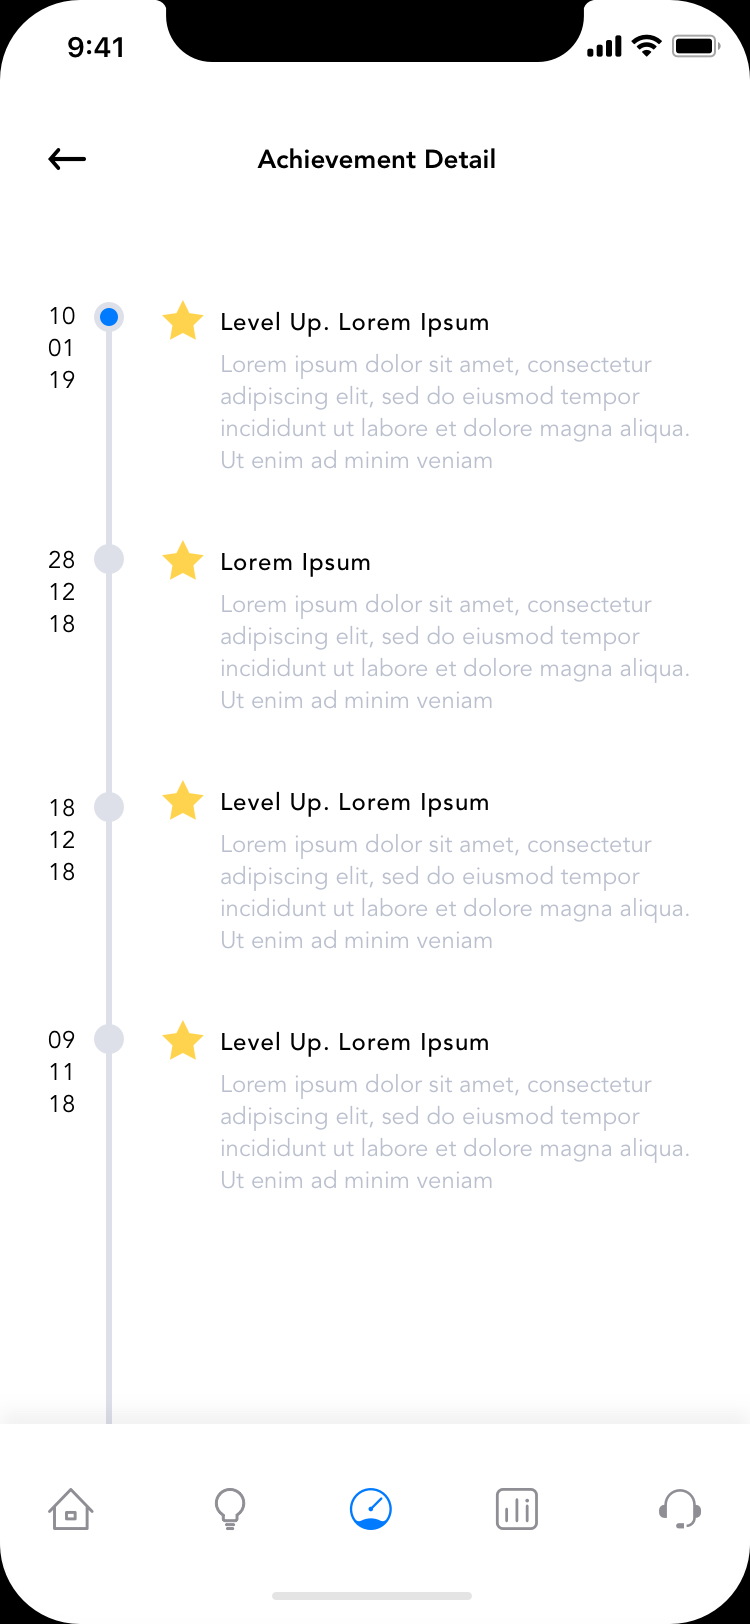 9:41
Achievement Detail
10
01
19
Level Up. Lorem Ipsum
Lorem ipsum dolor sit amet, consectetur
adipiscing elit, sed do eiusmod tempor
incididunt ut labore et dolore magna aliqua.
Ut enim ad minim veniam
28
12
18
Lorem Ipsum
Lorem ipsum dolor sit amet, consectetur
adipiscing elit, sed do eiusmod tempor
incididunt ut labore et dolore magna aliqua.
Ut enim ad minim veniam
18
12
18
Level Up. Lorem Ipsum
Lorem ipsum dolor sit amet, consectetur
adipiscing elit, sed do eiusmod tempor
incididunt ut labore et dolore magna aliqua.
Ut enim ad minim veniam
09
11
18
Level Up. Lorem Ipsum
Lorem ipsum dolor sit amet, consectetur
adipiscing elit, sed do eiusmod tempor
incididunt ut labore et dolore magna aliqua.
Ut enim ad minim veniam